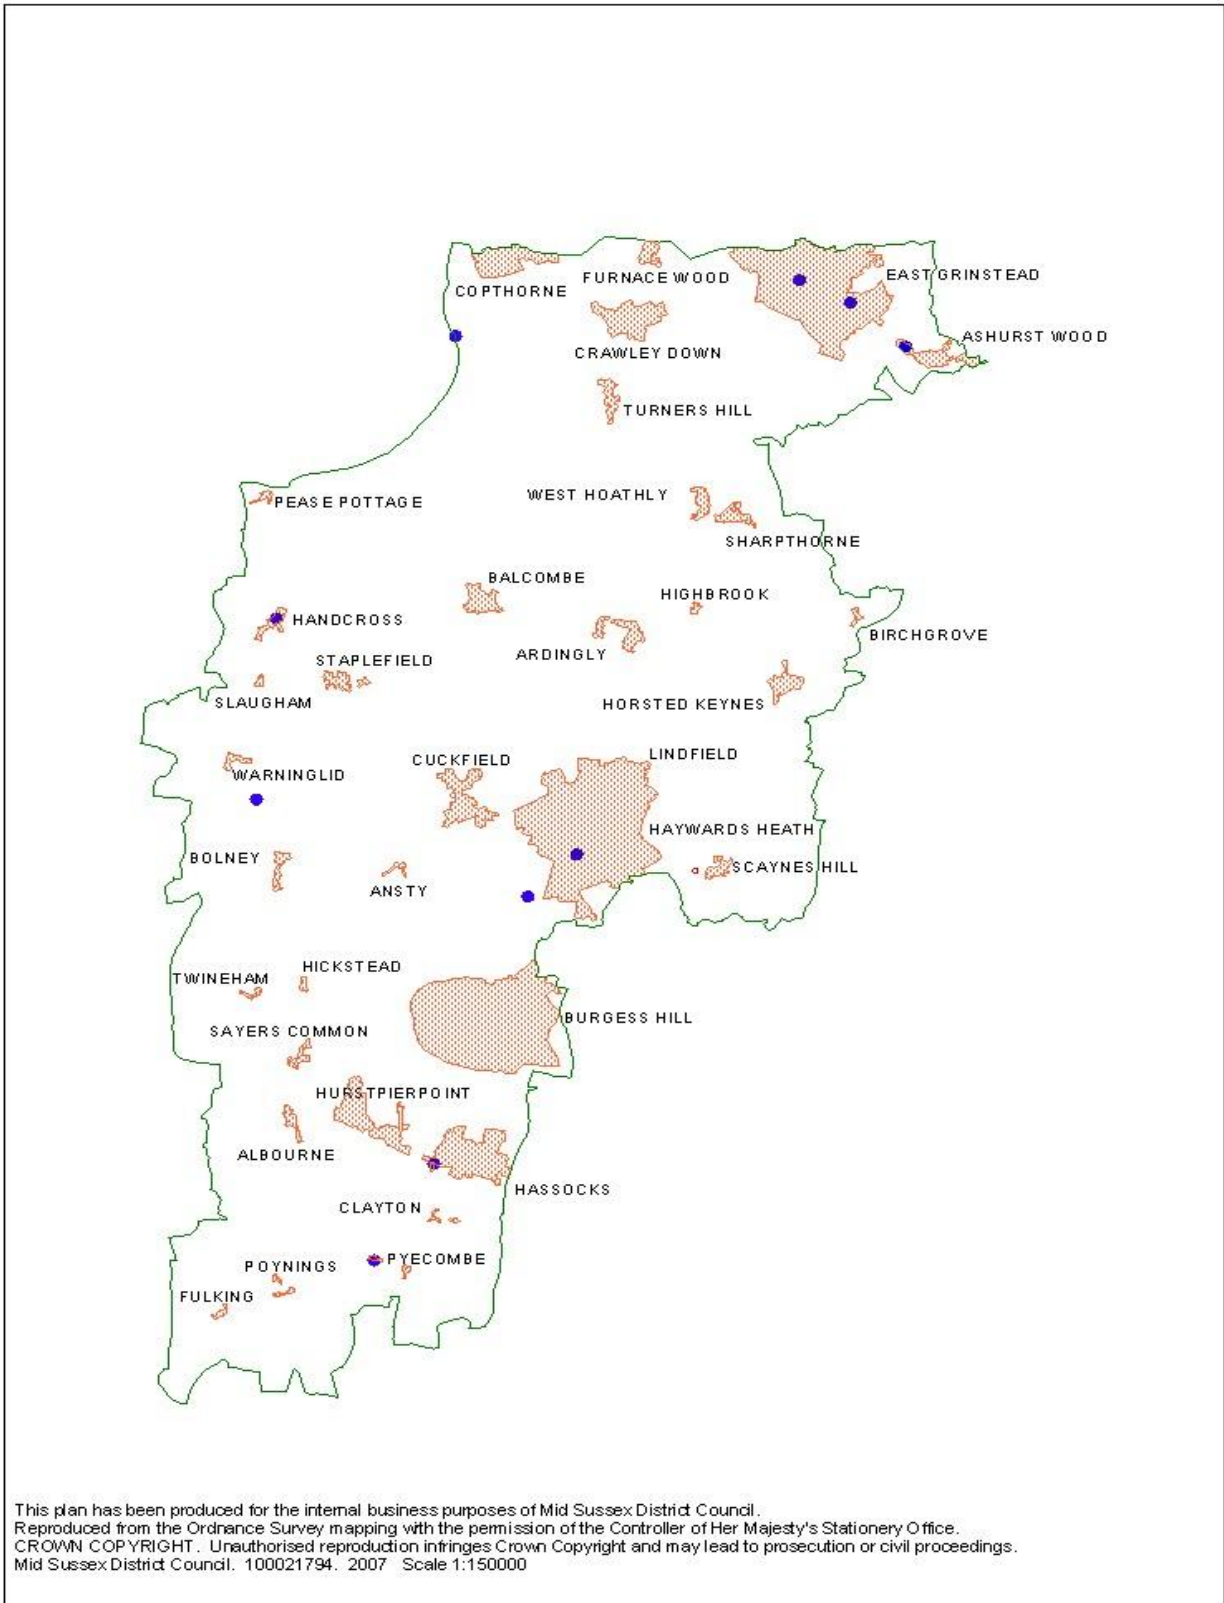 EAST GRINSTEAD
FURNACE WOOD
COPTHORNE
ASHURST WOOD
CRAWLEY DOWN
TURNERS HILL
WEST HOATHLY
PEASE POTTAGE
SHARPTHORNE
BALCOMBE
HIGHBROOK
HANDCROSS
BIRCHGROVE
ARDINGLY
STAPLEFIELD
SLAUGHAM
HORSTED KEYNES
LINDFIELD
CUCKFIELD
WARNINGLID
HAYWARDS HEATH
BOLNEY
SCAYNES HILL
ANSTY
HICKSTEAD
TWINEHAM
BURGESS HILL
SAYERS COMMON
HURSTPIERPOINT
ALBOURNE
HASSOCKS
CLAYTON
PYECOMBE
POYNINGS
FULKING
This plan has been produced for the internal business purposes of Mid Sussex District Council.
Reproduced from the Ordnance Survey mapping with the permission of the Controller of Her Majesty's Stationery Office.
CROWN COPYRIGHT. Unauthorised reproduction infringes Crown Copyright and may lead to prosecution or civil proceedings.
Mid Sussex District Council. 100021794. 2007 Scale 1:150000